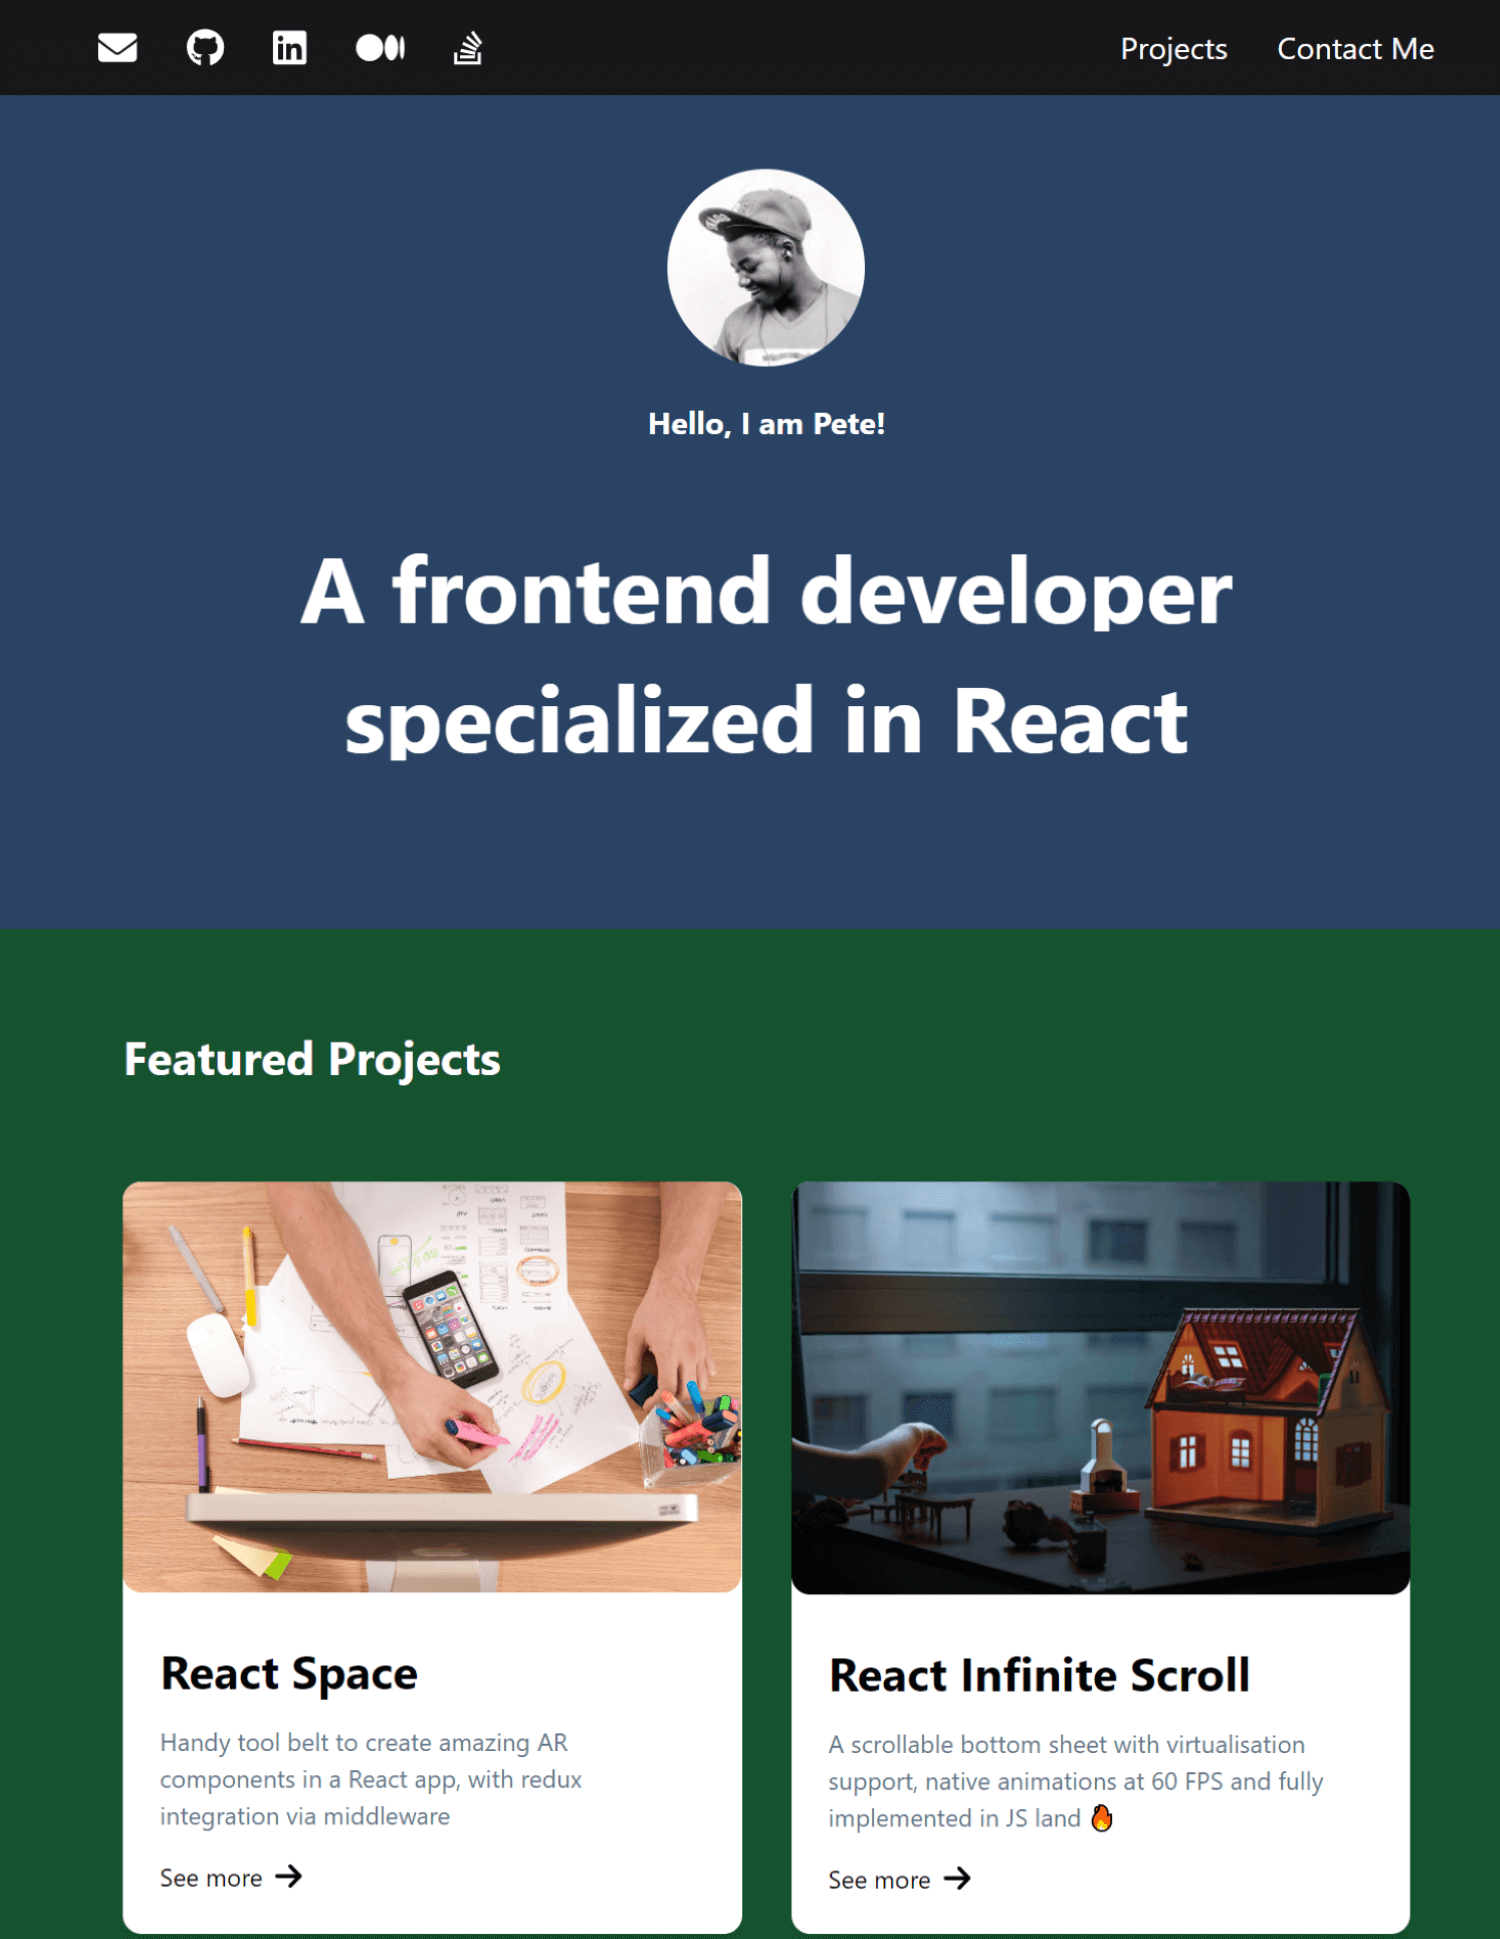 Projects Contact Me
Hello, I am Pete!
A frontend developer
specialized in React
Featured Projects
React Space
Handy tool belt to create amazing AR
components in a React app, with redux
integration via middleware
See more
React Infinite Scroll
A scrollable bottom sheet with virtualisation
support, native animations at 60 FPS and fully
implemented in JS land 🔥
See more